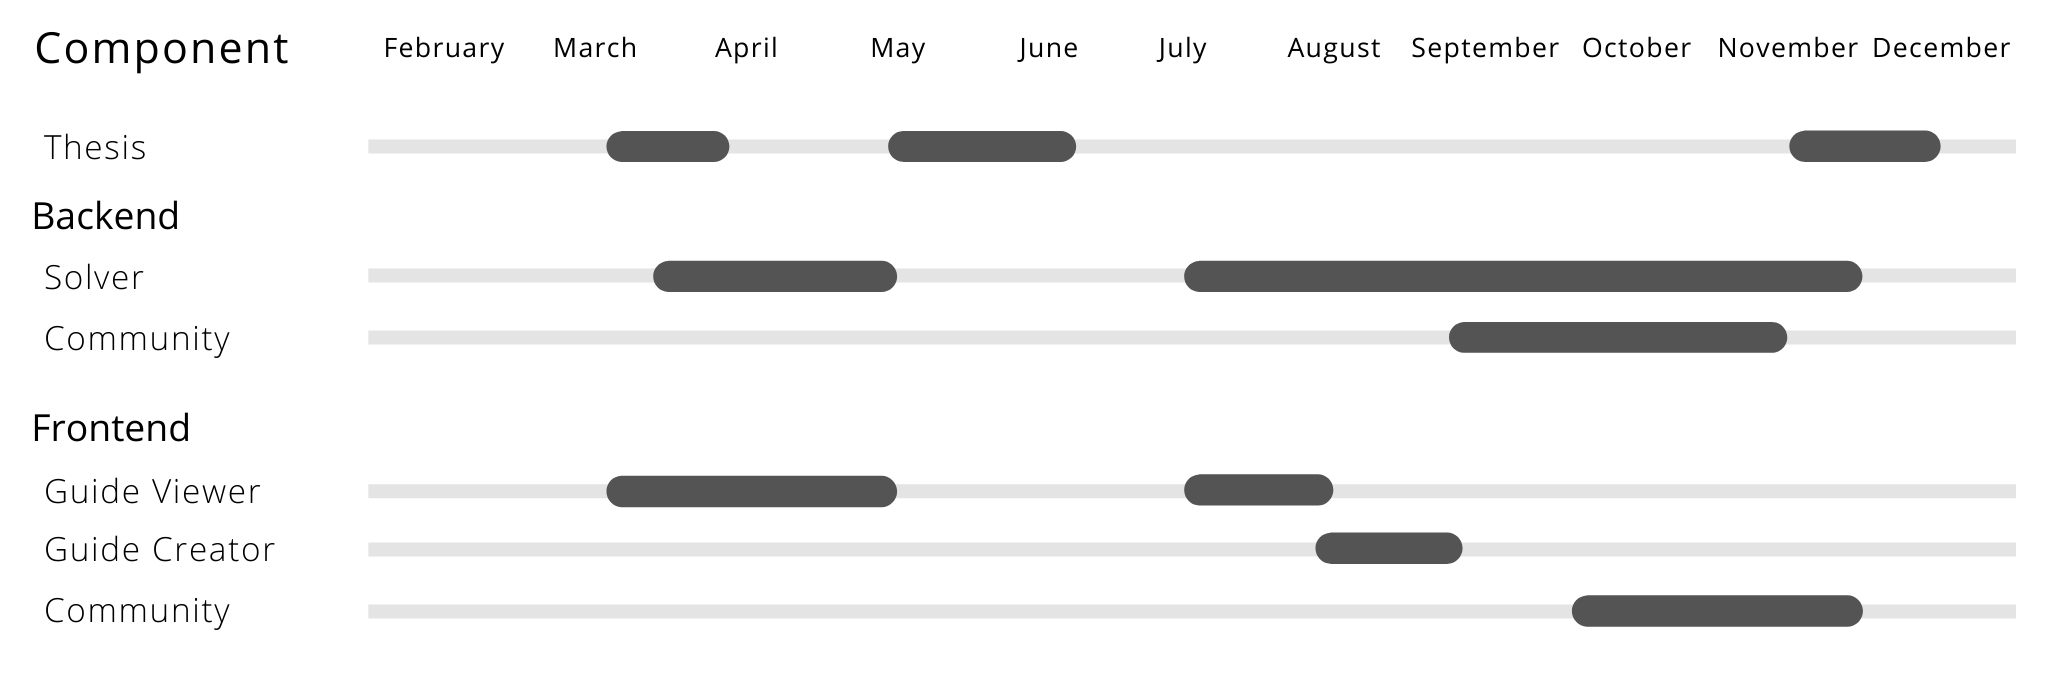 Component February March April May June July August September October November December
Thesis
Backend
Solver
Community
Frontend
Guide Viewer
Guide Creator
Community